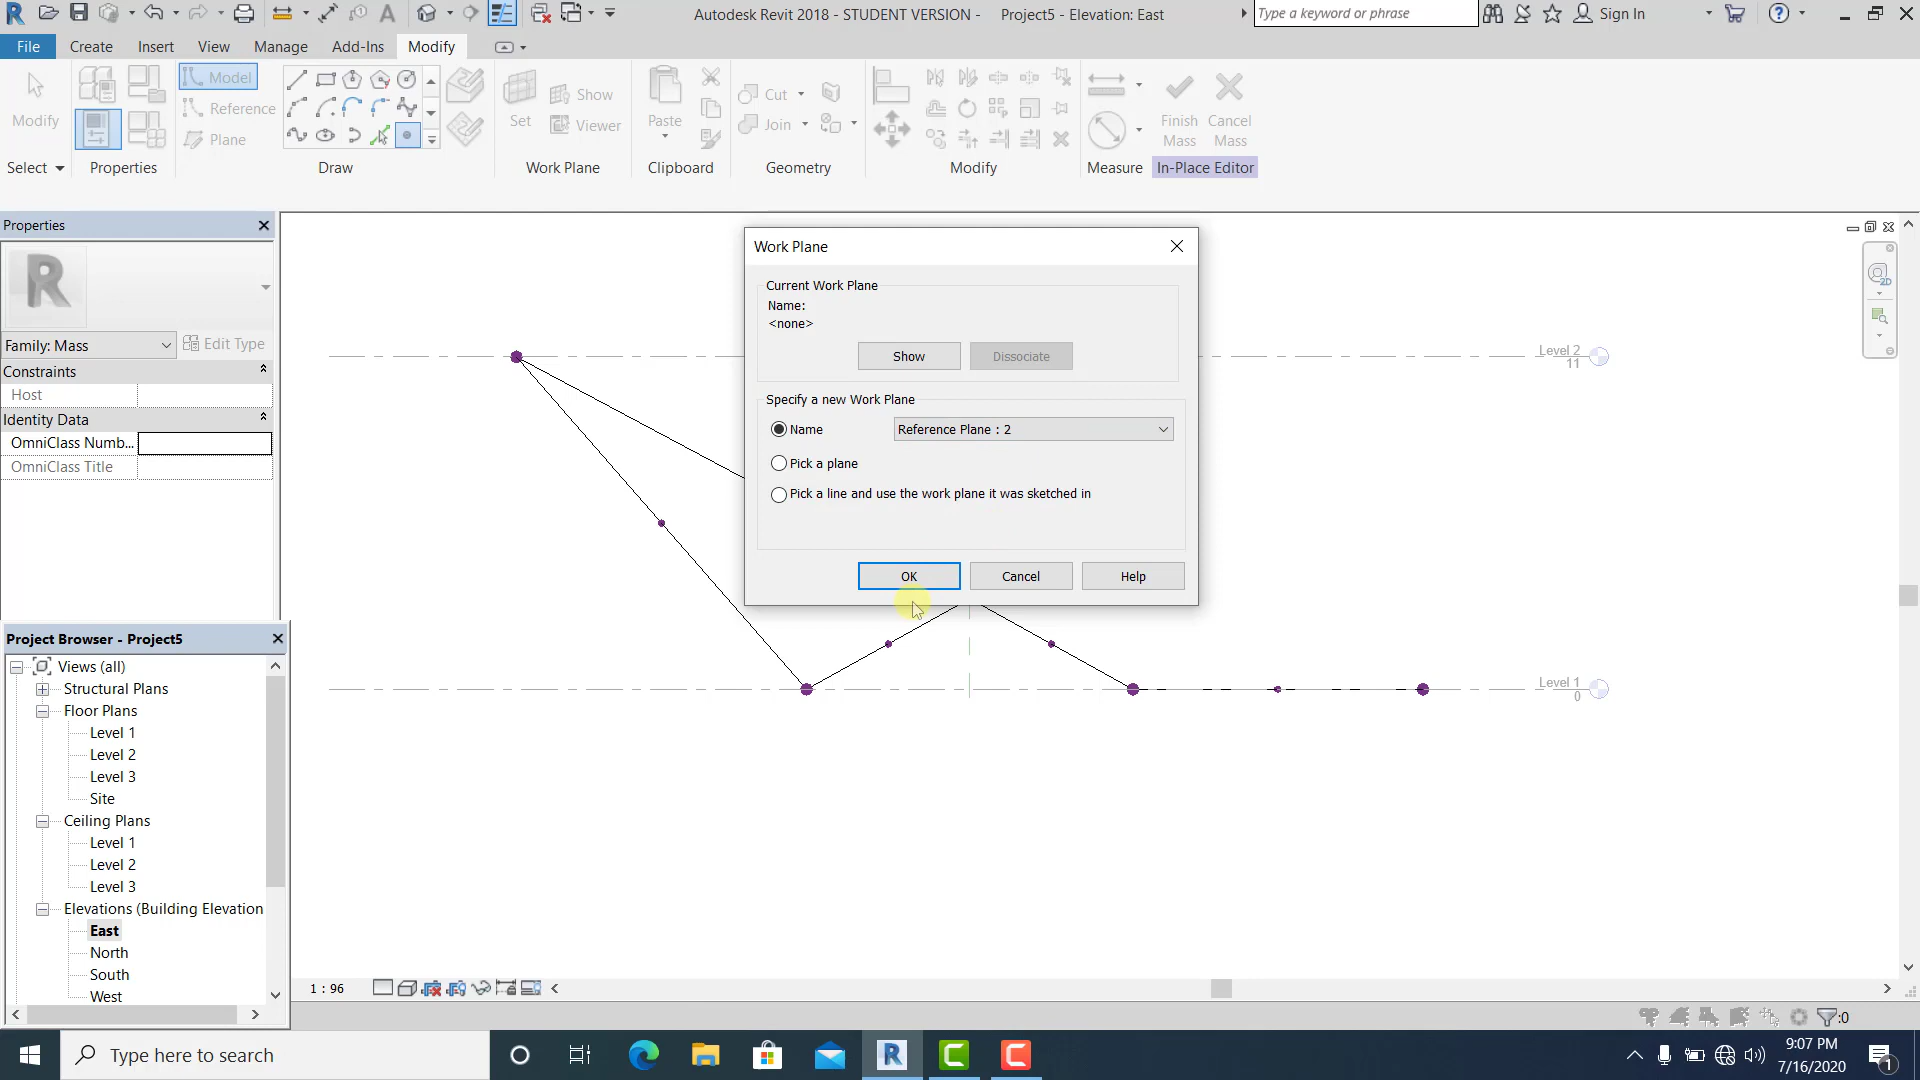 Autodesk Revit 2018 - STUDENT VERSION - Project5 - Elevation: East
Type a keyword or phrase
Sign In
File Create Insert View Manage Add-Ins Modify
Modify
Select
Properties
Model
Reference
Plane
Draw
Set
Show
Viewer
Work Plane
Paste
Clipboard
Cut
Join
Geometry
Modify
Measure
Finish Mass
Cancel Mass
In-Place Editor
Properties
Family: Mass
Edit Type
Constraints
Host
Identity Data
OmniClass Numb...
OmniClass Title
Project Browser - Project5
Views (all)
Structural Plans
Floor Plans
Level 1
Level 2
Level 3
Site
Ceiling Plans
Level 1
Level 2
Level 3
Elevations (Building Elevation
East
North
South
West
Work Plane
Current Work Plane
Name:
<none>
Show Dissociate
Specify a new Work Plane
Name Reference Plane : 2
Pick a plane
Pick a line and use the work plane it was sketched in
OK Cancel Help
Level 2
11
Level 1
0
2D
1 : 96
:0
Type here to search
9:07 PM
7/16/2020
1